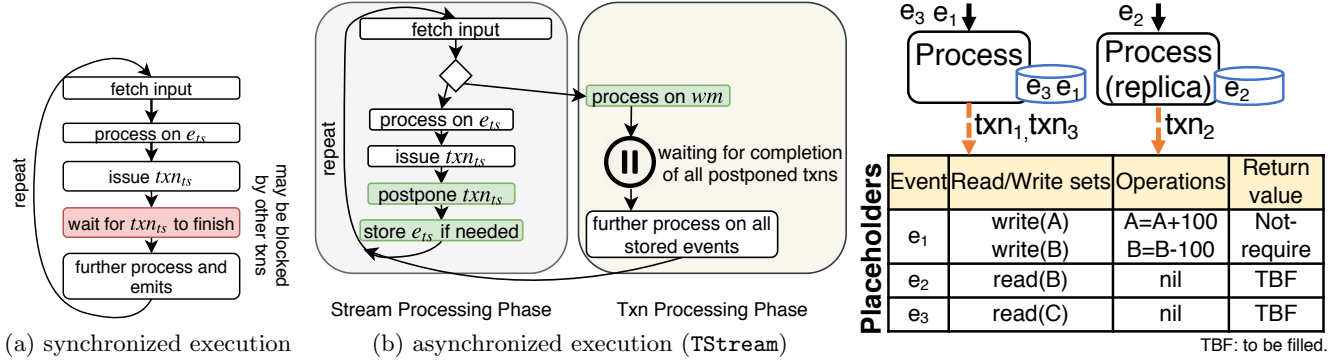 fetch input
process on e_ts
issue txn_ts
wait for txn_ts to finish
further process and
emits
repeat
may be blocked
by other txns
(a) synchronized execution
fetch input
process on e_ts
issue txn_ts
postpone txn_ts
store e_ts if needed
repeat
Stream Processing Phase
process on wm
waiting for completion
of all postponed txns
further process on all
stored events
Txn Processing Phase
(b) asynchronized execution (TStream)
e3 e1
Process
e3 e1
txn1,txn3
e2
Process
(replica)
e2
txn2
Placeholders
Event Read/Write sets Operations Return
value
e1 write(A) A=A+100 Not-
write(B) B=B-100 require
e2 read(B) nil TBF
e3 read(C) nil TBF
TBF: to be filled.